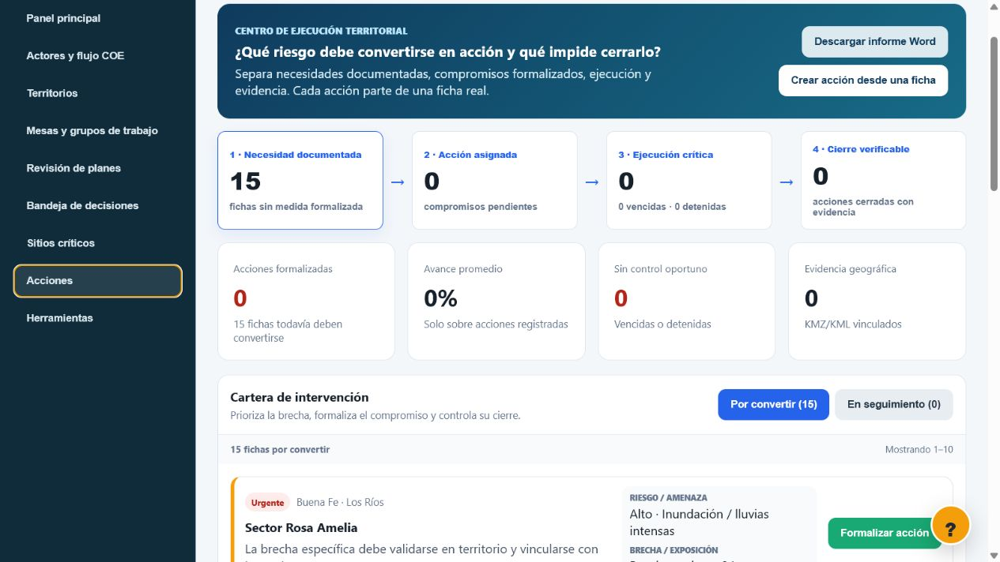 Panel principal
Actores y flujo COE
Territorios
Mesas y grupos de trabajo
Revisión de planes
Bandeja de decisiones
Sitios críticos
Acciones
Herramientas
CENTRO DE EJECUCIÓN TERRITORIAL
¿Qué riesgo debe convertirse en acción y qué impide cerrarlo?
Separa necesidades documentadas, compromisos formalizados, ejecución y
evidencia. Cada acción parte de una ficha real.
Descargar informe Word
Crear acción desde una ficha
1 · Necesidad documentada
15
fichas sin medida formalizada
→
2 · Acción asignada
0
compromisos pendientes
→
3 · Ejecución crítica
0
0 vencidas · 0 detenidas
→
4 · Cierre verificable
0
acciones cerradas con
evidencia
Acciones formalizadas
0
15 fichas todavía deben
convertirse
Avance promedio
0%
Solo sobre acciones registradas
Sin control oportuno
0
Vencidas o detenidas
Evidencia geográfica
0
KMZ/KML vinculados
Cartera de intervención
Prioriza la brecha, formaliza el compromiso y controla su cierre.
Por convertir (15)
En seguimiento (0)
15 fichas por convertir
Mostrando 1–10
Urgente
Buena Fe · Los Ríos
Sector Rosa Amelia
La brecha específica debe validarse en territorio y vincularse con
RIESGO / AMENAZA
Alto · Inundación / lluvias
intensas
BRECHA / EXPOSICIÓN
Formalizar acción
?